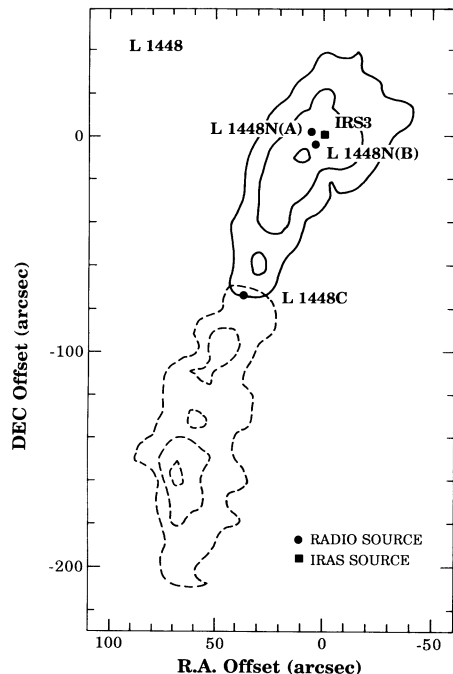 L 1448
L 1448N(A)
IRS3
L 1448N(B)
L 1448C
0
-100
-200
DEC Offset (arcsec)
● RADIO SOURCE
■ IRAS SOURCE
100 50 0 -50
R.A. Offset (arcsec)